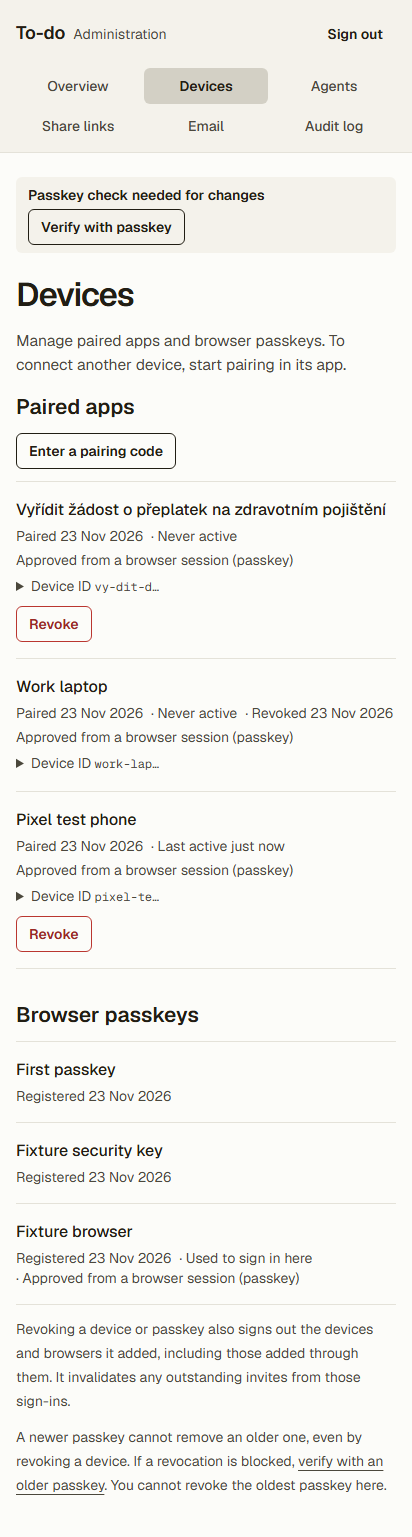 To-do Administration
Sign out
Overview
Devices
Agents
Share links
Email
Audit log
Passkey check needed for changes
Verify with passkey
Devices
Manage paired apps and browser passkeys. To
connect another device, start pairing in its app.
Paired apps
Enter a pairing code
Vyřídit žádost o přeplatek na zdravotním pojištění
Paired 23 Nov 2026 · Never active
Approved from a browser session (passkey)
Device ID vy-dit-d…
Revoke
Work laptop
Paired 23 Nov 2026 · Never active · Revoked 23 Nov 2026
Approved from a browser session (passkey)
Device ID work-lap…
Pixel test phone
Paired 23 Nov 2026 · Last active just now
Approved from a browser session (passkey)
Device ID pixel-te…
Revoke
Browser passkeys
First passkey
Registered 23 Nov 2026
Fixture security key
Registered 23 Nov 2026
Fixture browser
Registered 23 Nov 2026 · Used to sign in here
· Approved from a browser session (passkey)
Revoking a device or passkey also signs out the devices
and browsers it added, including those added through
them. It invalidates any outstanding invites from those
sign-ins.
A newer passkey cannot remove an older one, even by
revoking a device. If a revocation is blocked, verify with an
older passkey. You cannot revoke the oldest passkey here.